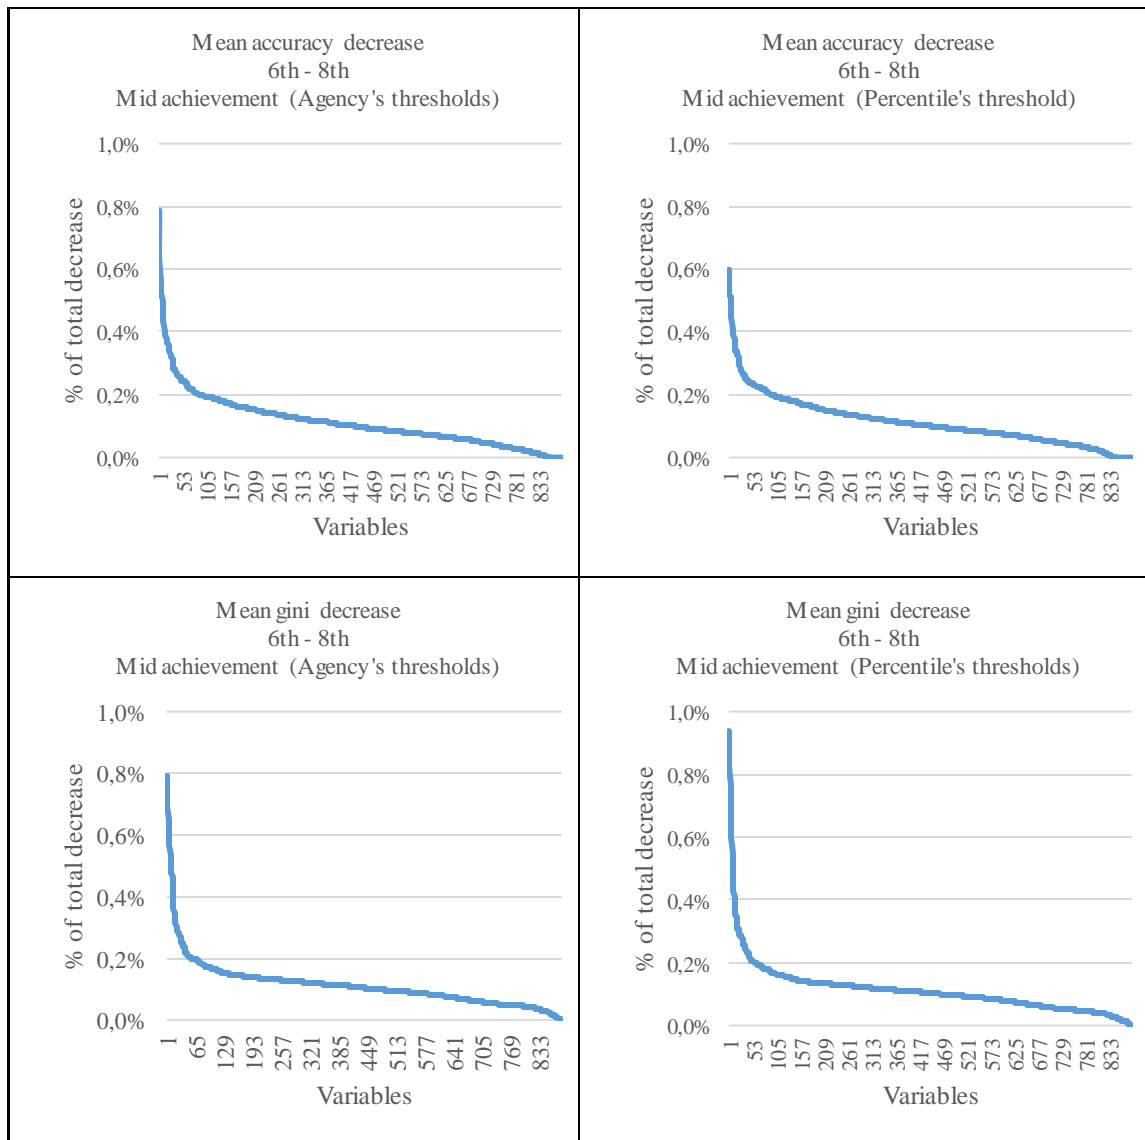 Mean accuracy decrease
6th - 8th
Mid achievement (Agency's thresholds)
1,0%
0,8%
0,6%
0,4%
0,2%
0,0%
% of total decrease
1 53 105 157 209 261 313 365 417 469 521 573 625 677 729 781 833
Variables
Mean accuracy decrease
6th - 8th
Mid achievement (Percentile's threshold)
1,0%
0,8%
0,6%
0,4%
0,2%
0,0%
% of total decrease
1 53 105 157 209 261 313 365 417 469 521 573 625 677 729 781 833
Variables
Mean gini decrease
6th - 8th
Mid achievement (Agency's thresholds)
1,0%
0,8%
0,6%
0,4%
0,2%
0,0%
% of total decrease
1 65 129 193 257 321 385 449 513 577 641 705 769 833
Variables
Mean gini decrease
6th - 8th
Mid achievement (Percentile's thresholds)
1,0%
0,8%
0,6%
0,4%
0,2%
0,0%
% of total decrease
1 53 105 157 209 261 313 365 417 469 521 573 625 677 729 781 833
Variables